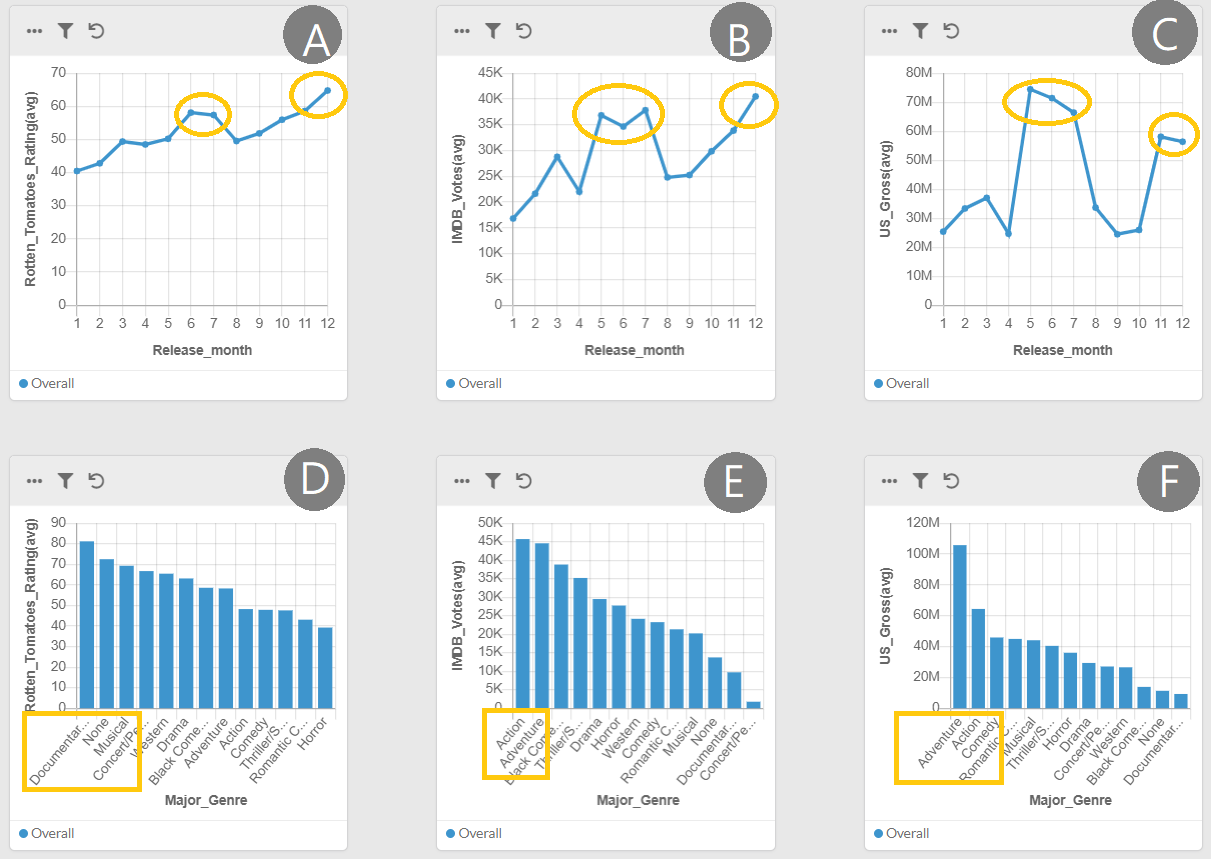 A
B
C
Rotten_Tomatoes_Rating(avg)
70
60
50
40
30
20
10
0
1 2 3 4 5 6 7 8 9 10 11 12
Release_month
Overall
IMDB_Votes(avg)
45K
40K
35K
30K
25K
20K
15K
10K
5K
0
1 2 3 4 5 6 7 8 9 10 11 12
Release_month
Overall
US_Gross(avg)
80M
70M
60M
50M
40M
30M
20M
10M
0
1 2 3 4 5 6 7 8 9 10 11 12
Release_month
Overall
D
E
F
Rotten_Tomatoes_Rating(avg)
90
80
70
60
50
40
30
20
10
0
Documentar...
None
Musical
Concert/Pe...
Western
Drama
Black Come...
Adventure
Action
Comedy
Thriller/S...
Romantic C...
Horror
Major_Genre
Overall
IMDB_Votes(avg)
50K
45K
40K
35K
30K
25K
20K
15K
10K
5K
0
Action
Adventure
Black Come...
Thriller/S...
Drama
Horror
Western
Comedy
Romantic C...
Musical
None
Documentar...
Concert/Pe...
Major_Genre
Overall
US_Gross(avg)
120M
100M
80M
60M
40M
20M
0
Adventure
Action
Comedy
Romantic C...
Musical
Thriller/S...
Horror
Drama
Concert/Pe...
Western
Black Come...
None
Documentar...
Major_Genre
Overall